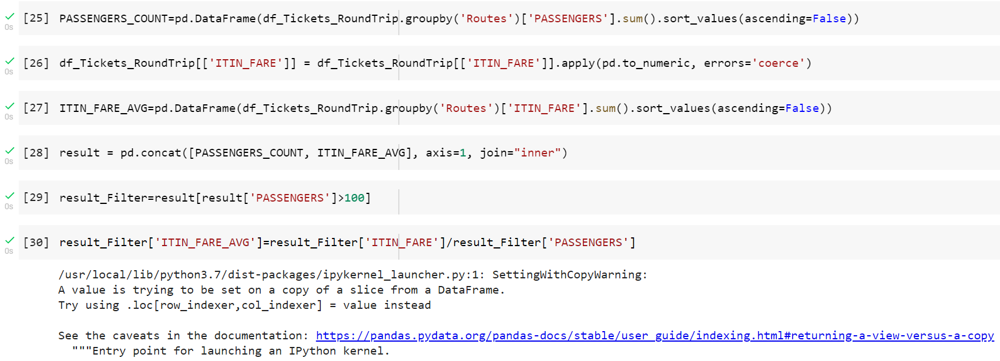 [25] PASSENGERS_COUNT=pd.DataFrame(df_Tickets_RoundTrip.groupby('Routes')['PASSENGERS'].sum().sort_values(ascending=False))
0s
[26] df_Tickets_RoundTrip[['ITIN_FARE']] = df_Tickets_RoundTrip[['ITIN_FARE']].apply(pd.to_numeric, errors='coerce')
0s
[27] ITIN_FARE_AVG=pd.DataFrame(df_Tickets_RoundTrip.groupby('Routes')['ITIN_FARE'].sum().sort_values(ascending=False))
0s
[28] result = pd.concat([PASSENGERS_COUNT, ITIN_FARE_AVG], axis=1, join="inner")
0s
[29] result_Filter=result[result['PASSENGERS']>100]
0s
[30] result_Filter['ITIN_FARE_AVG']=result_Filter['ITIN_FARE']/result_Filter['PASSENGERS']
0s
/usr/local/lib/python3.7/dist-packages/ipykernel_launcher.py:1: SettingWithCopyWarning:
A value is trying to be set on a copy of a slice from a DataFrame.
Try using .loc[row_indexer,col_indexer] = value instead
See the caveats in the documentation: https://pandas.pydata.org/pandas-docs/stable/user_guide/indexing.html#returning-a-view-versus-a-copy
"""Entry point for launching an IPython kernel.